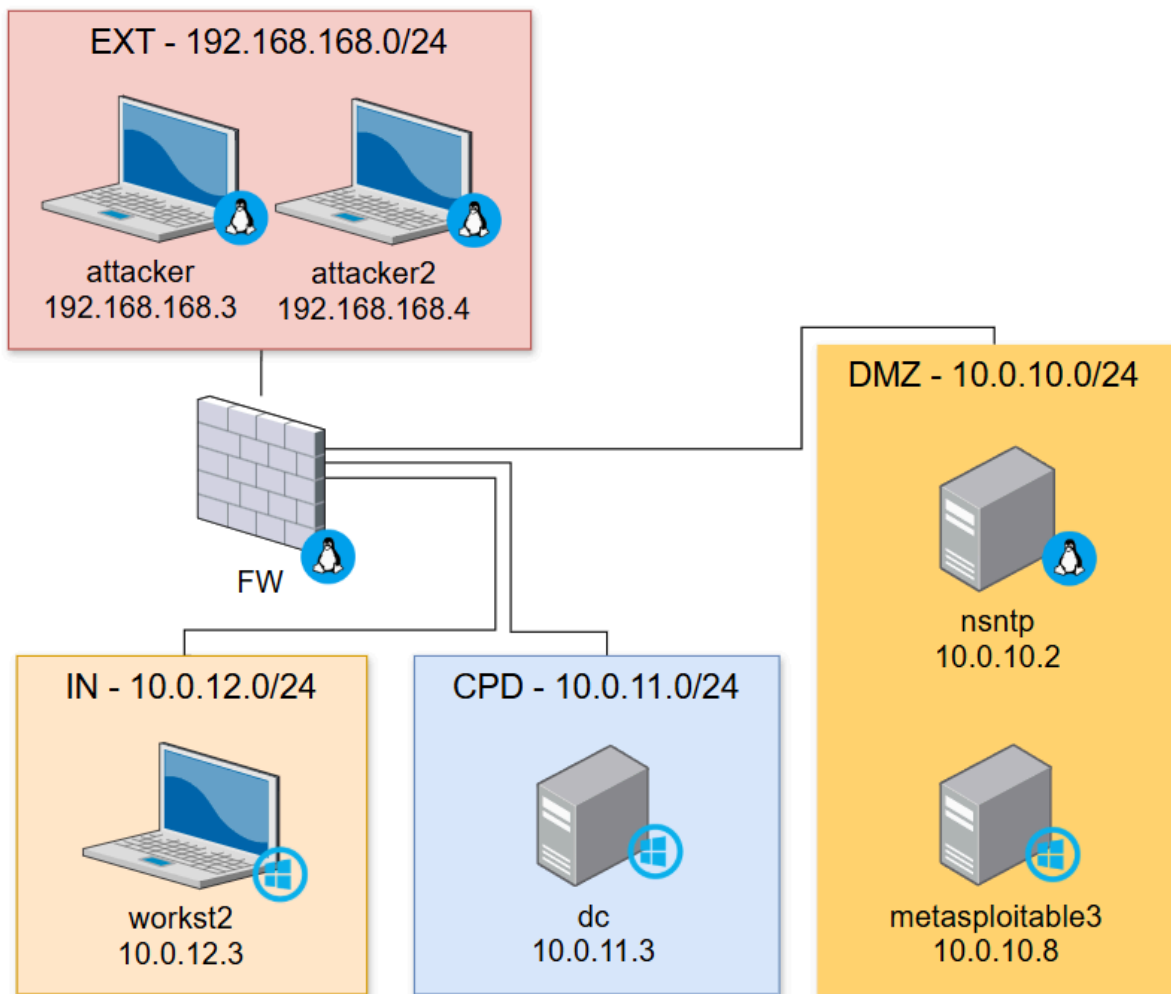 EXT - 192.168.168.0/24
attacker
192.168.168.3
attacker2
192.168.168.4
FW
DMZ - 10.0.10.0/24
nsntp
10.0.10.2
metasploitable3
10.0.10.8
IN - 10.0.12.0/24
workst2
10.0.12.3
CPD - 10.0.11.0/24
dc
10.0.11.3